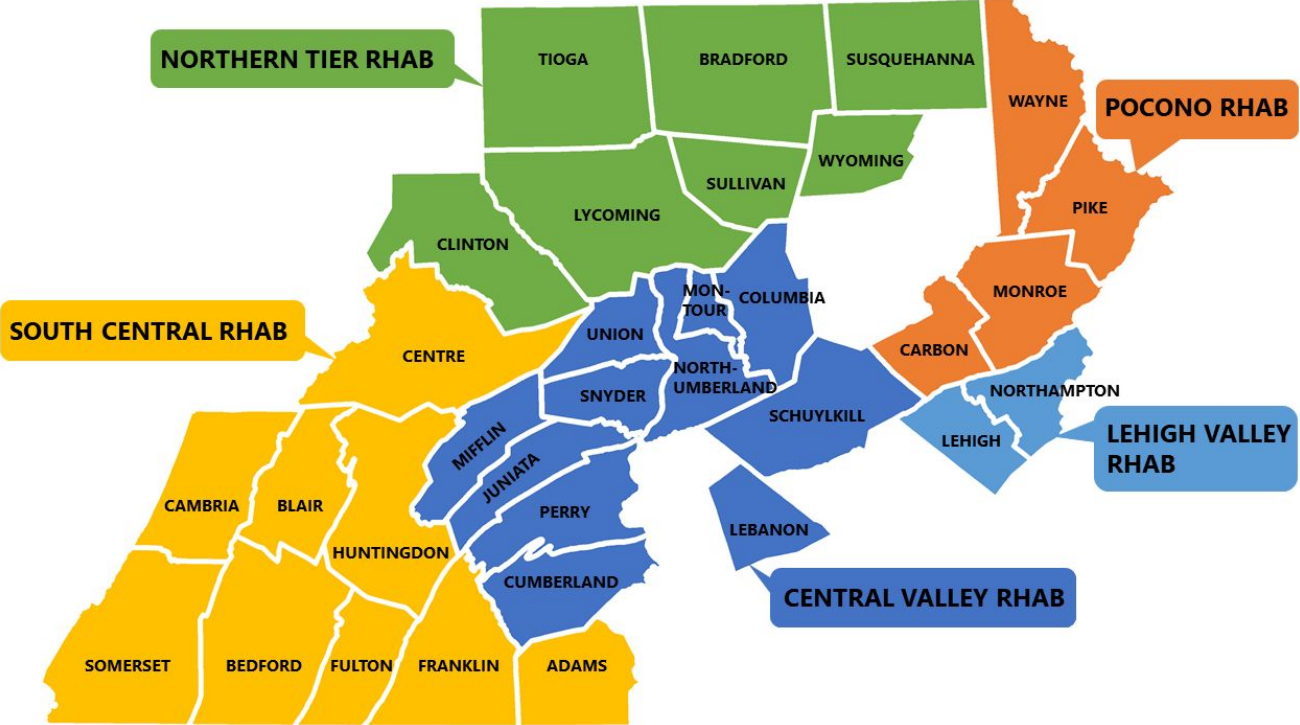 TIOGA
BRADFORD
SUSQUEHANNA
NORTHERN TIER RHAB
WAYNE
POCONO RHAB
WYOMING
SULLIVAN
LYCOMING
PIKE
CLINTON
MONROE
MON-
TOUR
COLUMBIA
SOUTH CENTRAL RHAB
UNION
CENTRE
CARBON
NORTH-
UMBERLAND
SNYDER
NORTHAMPTON
SCHUYLKILL
LEHIGH
LEHIGH VALLEY
RHAB
MIFFLIN
JUNIATA
CAMBRIA
BLAIR
PERRY
LEBANON
HUNTINGDON
CUMBERLAND
CENTRAL VALLEY RHAB
SOMERSET
BEDFORD
FULTON
FRANKLIN
ADAMS